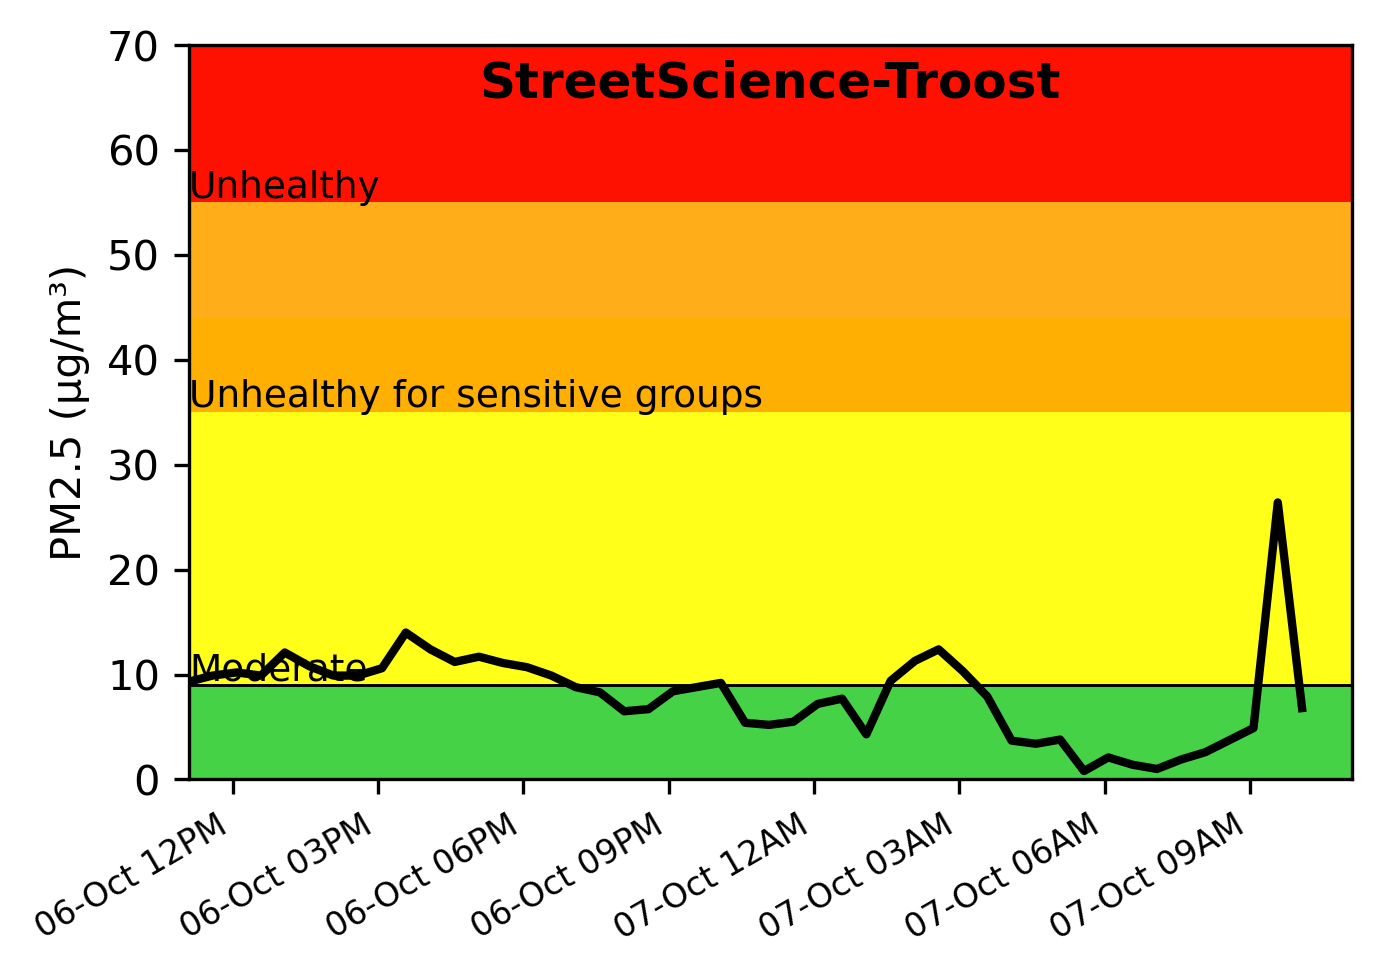 StreetScience-Troost
70
60
50
40
30
20
10
0
PM2.5 (µg/m³)
Unhealthy
Unhealthy for sensitive groups
Moderate
06-Oct 12PM
06-Oct 03PM
06-Oct 06PM
06-Oct 09PM
07-Oct 12AM
07-Oct 03AM
07-Oct 06AM
07-Oct 09AM